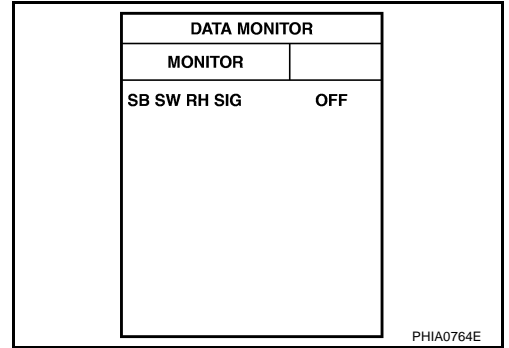 DATA MONITOR
MONITOR
SB SW RH SIG OFF
PHIA0764E